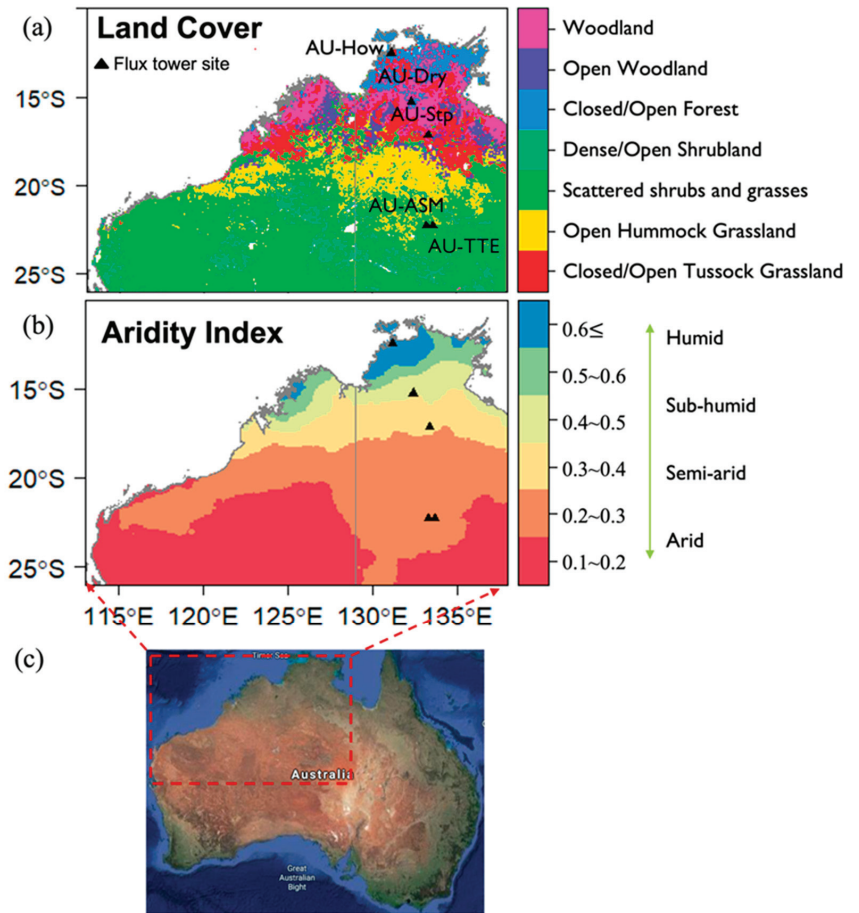 (a)
Land Cover
▲ Flux tower site
AU-How
AU-Dry
AU-Stp
AU-ASM
AU-TTE
15°S
20°S
25°S
Woodland
Open Woodland
Closed/Open Forest
Dense/Open Shrubland
Scattered shrubs and grasses
Open Hummock Grassland
Closed/Open Tussock Grassland
(b)
Aridity Index
15°S
20°S
25°S
115°E 120°E 125°E 130°E 135°E
0.6≤
0.5~0.6
0.4~0.5
0.3~0.4
0.2~0.3
0.1~0.2
Humid
Sub-humid
Semi-arid
Arid
(c)
Timor Sea
Australia
Great
Australian
Bight